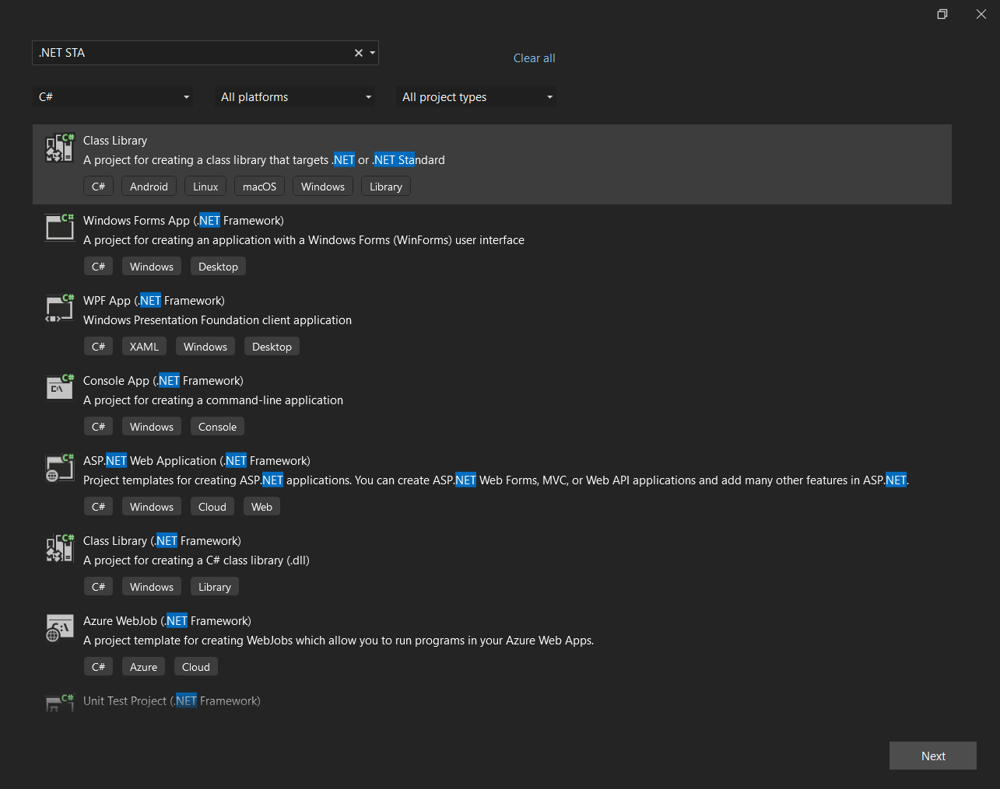 .NET STA
Clear all
C# All platforms All project types
C#
Class Library
A project for creating a class library that targets .NET or .NET Standard
C# Android Linux macOS Windows Library
C#
Windows Forms App (.NET Framework)
A project for creating an application with a Windows Forms (WinForms) user interface
C# Windows Desktop
C#
WPF App (.NET Framework)
Windows Presentation Foundation client application
C# XAML Windows Desktop
C#
Console App (.NET Framework)
C:\
A project for creating a command-line application
C# Windows Console
C#
ASP.NET Web Application (.NET Framework)
Project templates for creating ASP.NET applications. You can create ASP.NET Web Forms, MVC, or Web API applications and add many other features in ASP.NET.
C# Windows Cloud Web
C#
Class Library (.NET Framework)
A project for creating a C# class library (.dll)
C# Windows Library
Azure WebJob (.NET Framework)
C:\
A project template for creating WebJobs which allow you to run programs in your Azure Web Apps.
C# Azure Cloud
C#
Unit Test Project (.NET Framework)
Next